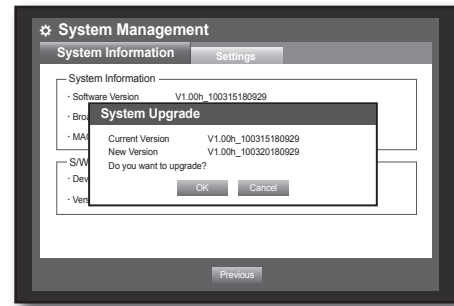 System Management
System Information Settings
System Information
· Software Version V1.00h_100315180929
· Broa
· MAC
System Upgrade
Current Version V1.00h_100315180929
New Version V1.00h_100320180929
Do you want to upgrade?
OK Cancel
S/W
· Dev
· Vers
Previous